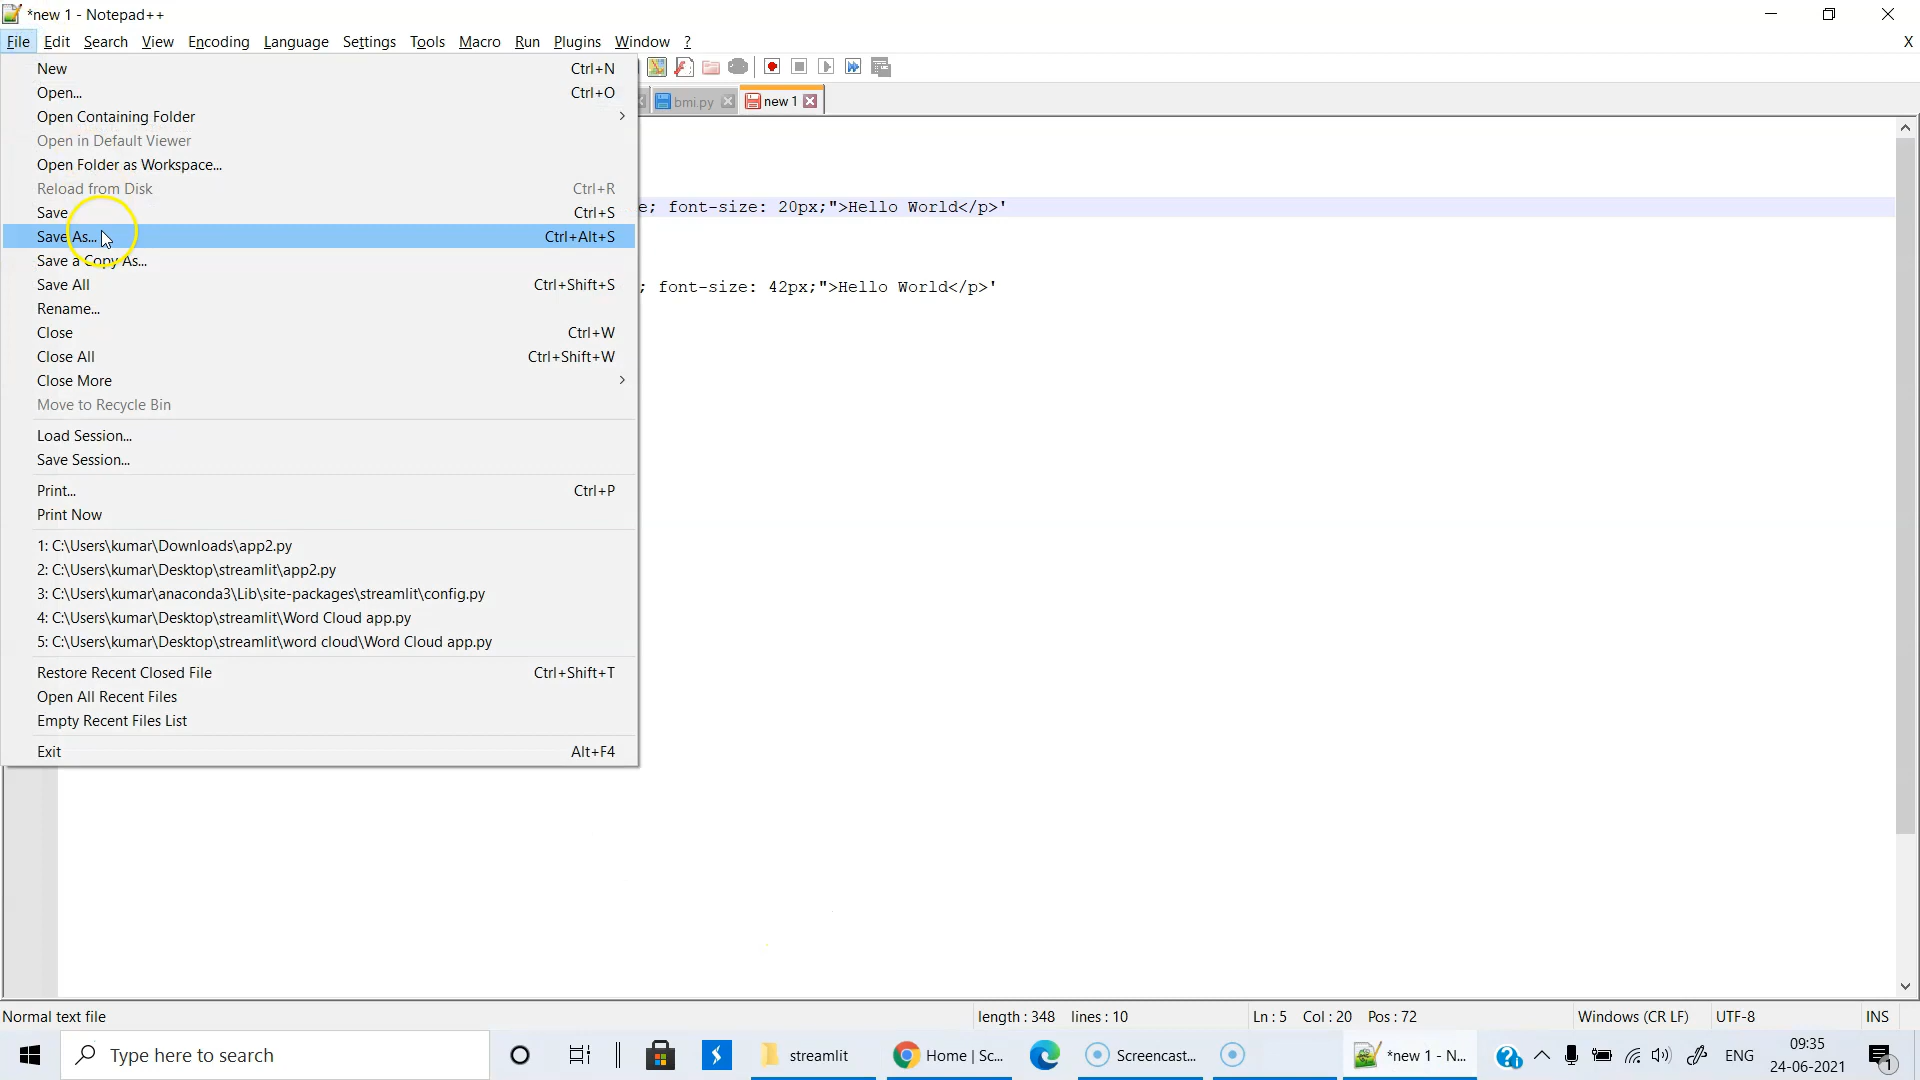 *new 1 - Notepad++
File Edit Search View Encoding Language Settings Tools Macro Run Plugins Window ? X
New Ctrl+N
Open... Ctrl+O
bmi.py new 1
Open Containing Folder
Open in Default Viewer
Open Folder as Workspace...
Reload from Disk Ctrl+R
Save Ctrl+S
e; font-size: 20px;">Hello World</p>'
Save As... Ctrl+Alt+S
Save a Copy As...
Save All Ctrl+Shift+S
; font-size: 42px;">Hello World</p>'
Rename...
Close Ctrl+W
Close All Ctrl+Shift+W
Close More
Move to Recycle Bin
Load Session...
Save Session...
Print... Ctrl+P
Print Now
1: C:\Users\kumar\Downloads\app2.py
2: C:\Users\kumar\Desktop\streamlit\app2.py
3: C:\Users\kumar\anaconda3\Lib\site-packages\streamlit\config.py
4: C:\Users\kumar\Desktop\streamlit\Word Cloud app.py
5: C:\Users\kumar\Desktop\streamlit\word cloud\Word Cloud app.py
Restore Recent Closed File Ctrl+Shift+T
Open All Recent Files
Empty Recent Files List
Exit Alt+F4
Normal text file length : 348 lines : 10 Ln : 5 Col : 20 Pos : 72 Windows (CR LF) UTF-8 INS
Type here to search streamlit Home | Sc... Screencast... *new 1 - N... ENG 09:35
24-06-2021 1